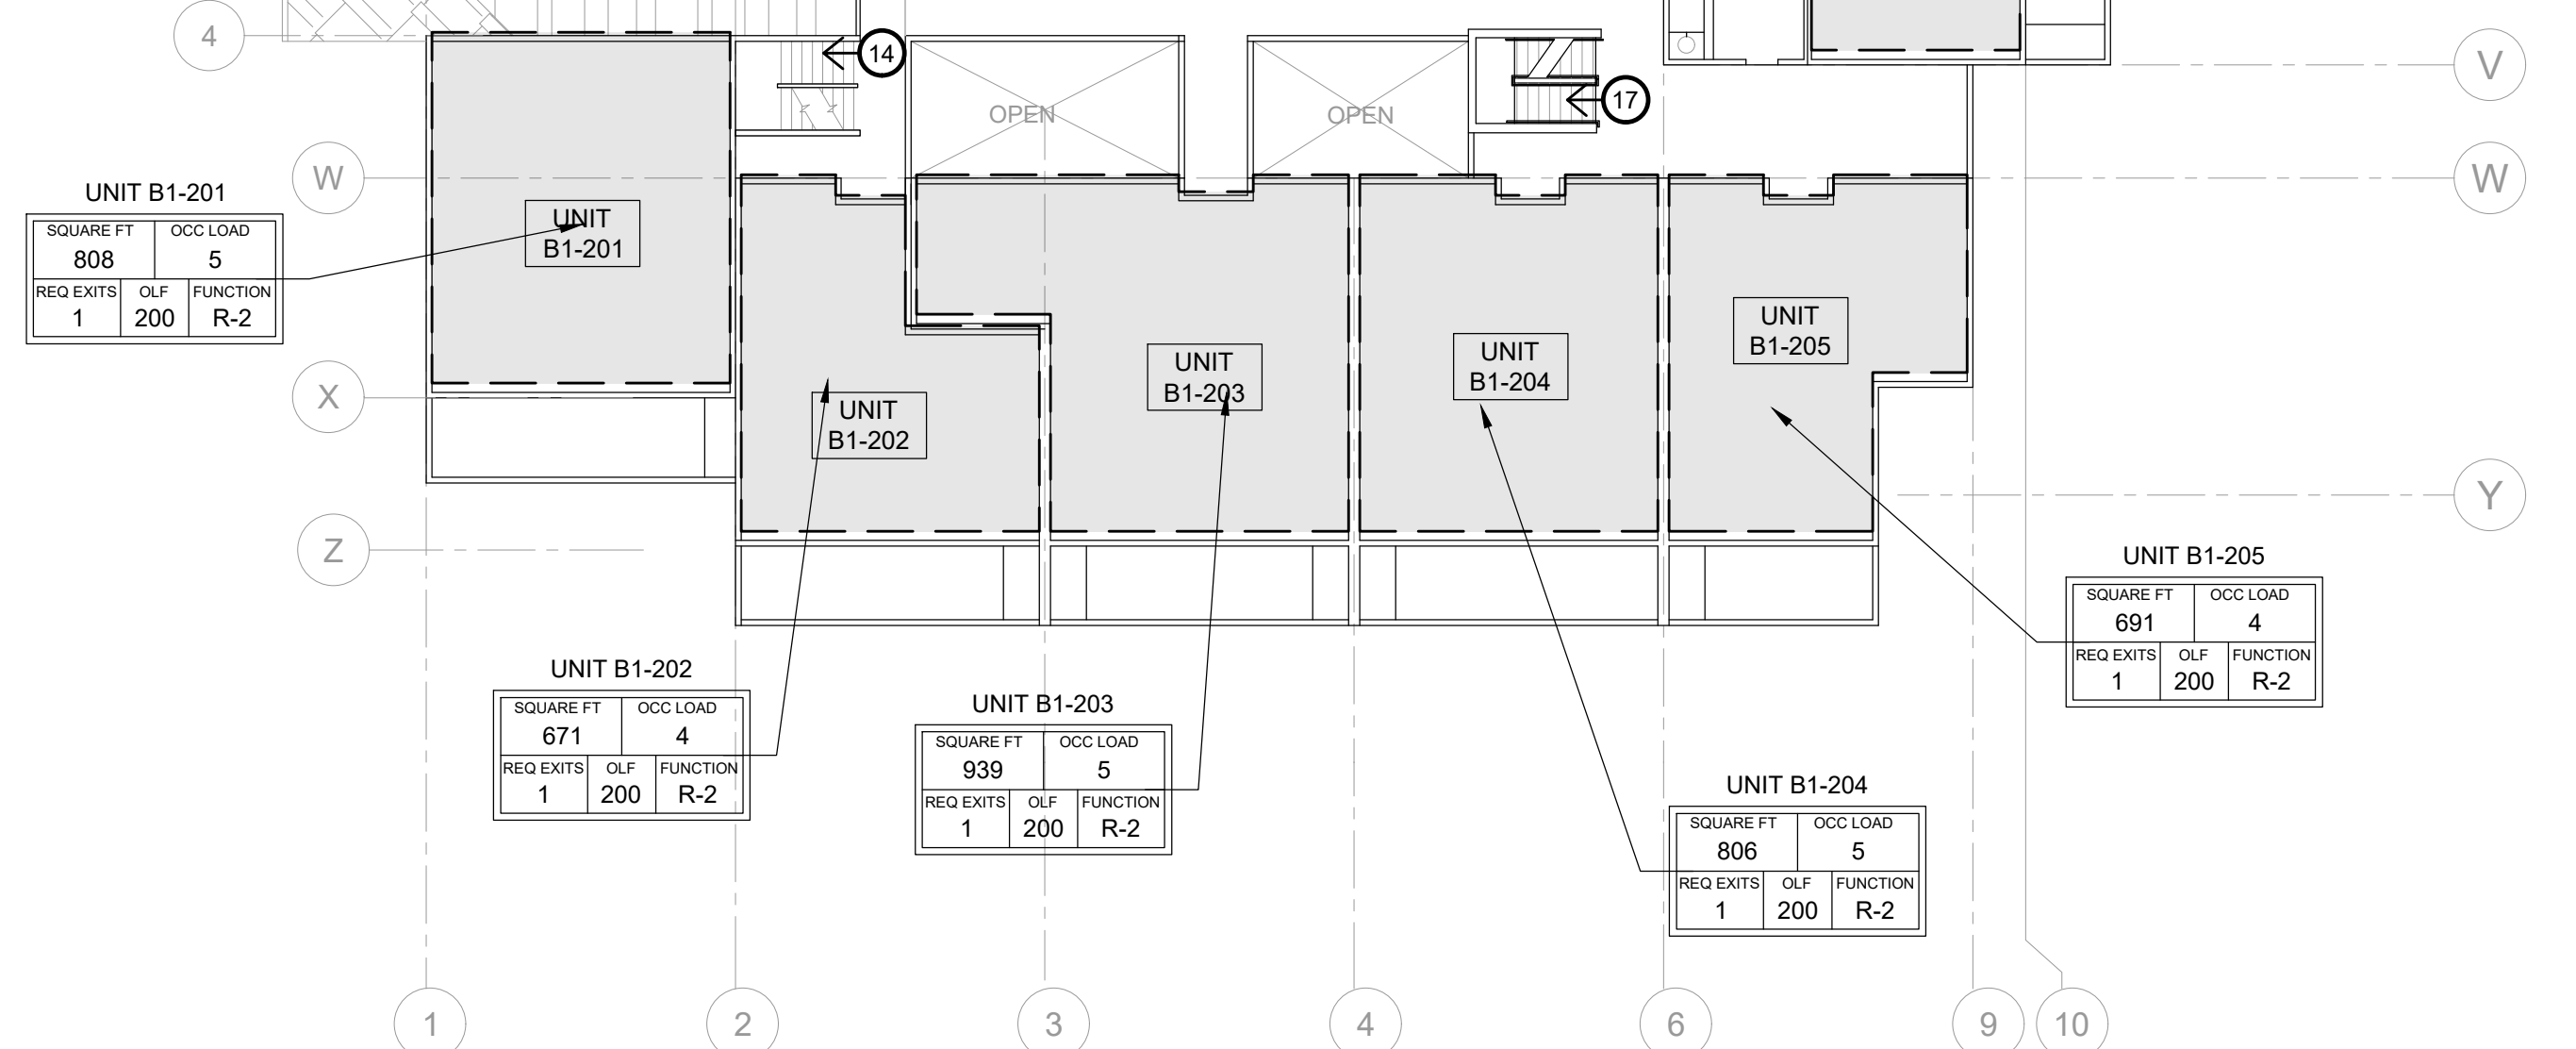 4
14
17
V
OPEN
OPEN
W
W
UNIT B1-201
SQUARE FT OCC LOAD
808 5
REQ EXITS OLF FUNCTION
1 200 R-2
UNIT
B1-201
UNIT
B1-205
UNIT
B1-204
UNIT
B1-203
UNIT
B1-202
X
Y
Z
UNIT B1-205
SQUARE FT OCC LOAD
691 4
REQ EXITS OLF FUNCTION
1 200 R-2
UNIT B1-202
SQUARE FT OCC LOAD
671 4
REQ EXITS OLF FUNCTION
1 200 R-2
UNIT B1-203
SQUARE FT OCC LOAD
939 5
REQ EXITS OLF FUNCTION
1 200 R-2
UNIT B1-204
SQUARE FT OCC LOAD
806 5
REQ EXITS OLF FUNCTION
1 200 R-2
1 2 3 4 6 9 10